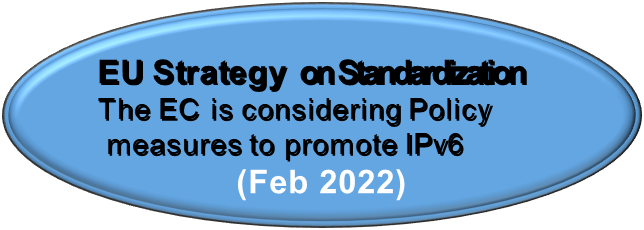 EU Strategy on Standardization
The EC is considering Policy
measures to promote IPv6
(Feb 2022)